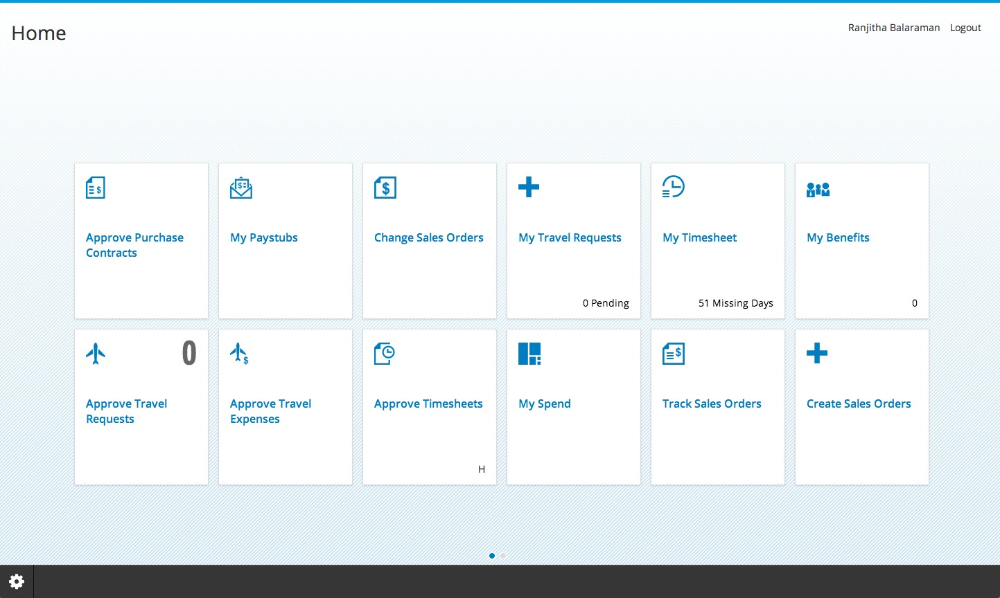 Home
Ranjitha Balaraman Logout
Approve Purchase
Contracts
My Paystubs
Change Sales Orders
My Travel Requests
0 Pending
My Timesheet
51 Missing Days
My Benefits
0
0
Approve Travel
Requests
Approve Travel
Expenses
Approve Timesheets
H
My Spend
Track Sales Orders
Create Sales Orders